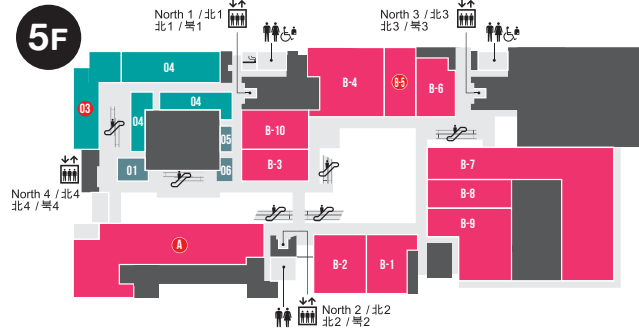 5F
North 1 / 北1
北1 / 북1
North 3 / 北3
北3 / 북3
04
B-4
B-5
B-6
03
04
04
B-10
05
B-3
01
06
B-7
B-8
B-9
North 4 / 北4
北4 / 북4
A
B-2
B-1
North 2 / 北2
北2 / 북2